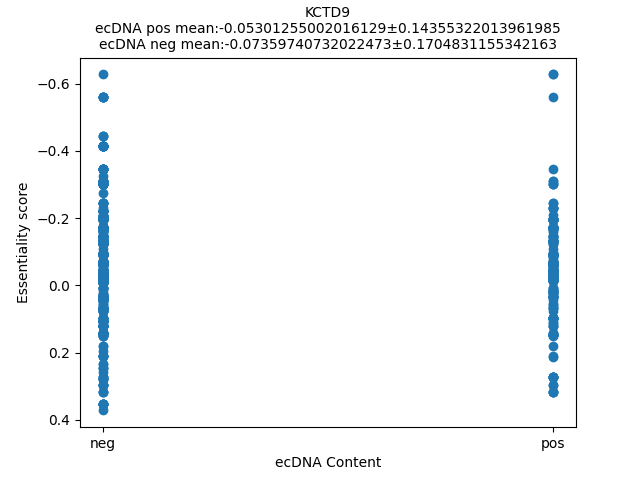 KCTD9
ecDNA pos mean:-0.05301255002016129±0.14355322013961985
ecDNA neg mean:-0.07359740732022473±0.1704831155342163
−0.6
−0.4
−0.2
0.0
0.2
0.4
Essentiality score
neg
pos
ecDNA Content